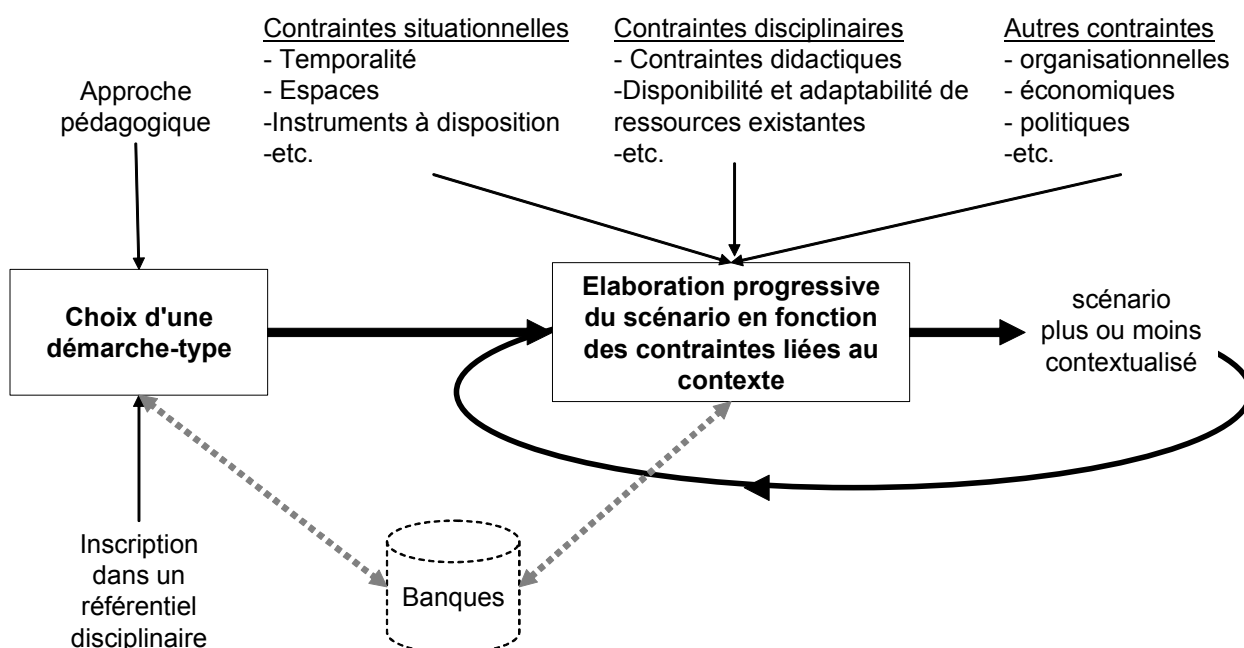 Contraintes situationnelles
- Temporalité
- Espaces
-Instruments à disposition
-etc.
Contraintes disciplinaires
- Contraintes didactiques
-Disponibilité et adaptabilité de
ressources existantes
-etc.
Autres contraintes
- organisationnelles
- économiques
- politiques
-etc.
Approche
pédagogique
Choix d'une
démarche-type
Elaboration progressive
du scénario en fonction
des contraintes liées au
contexte
scénario
plus ou moins
contextualisé
Inscription
dans un
référentiel
disciplinaire
Banques